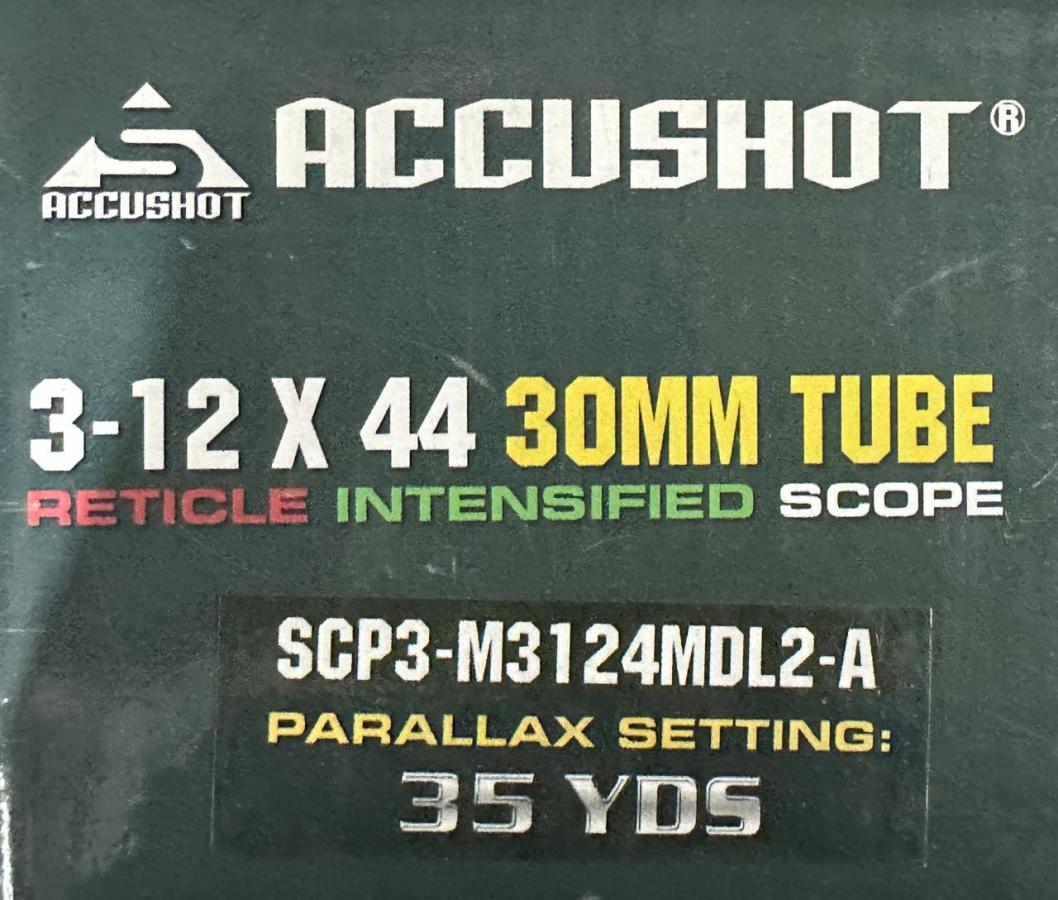 ACCUSHOT
ACCUSHOT®
3-12 X 44 30MM TUBE
RETICLE INTENSIFIED SCOPE
SCP3-M3124MDL2-A
PARALLAX SETTING:
35 YDS